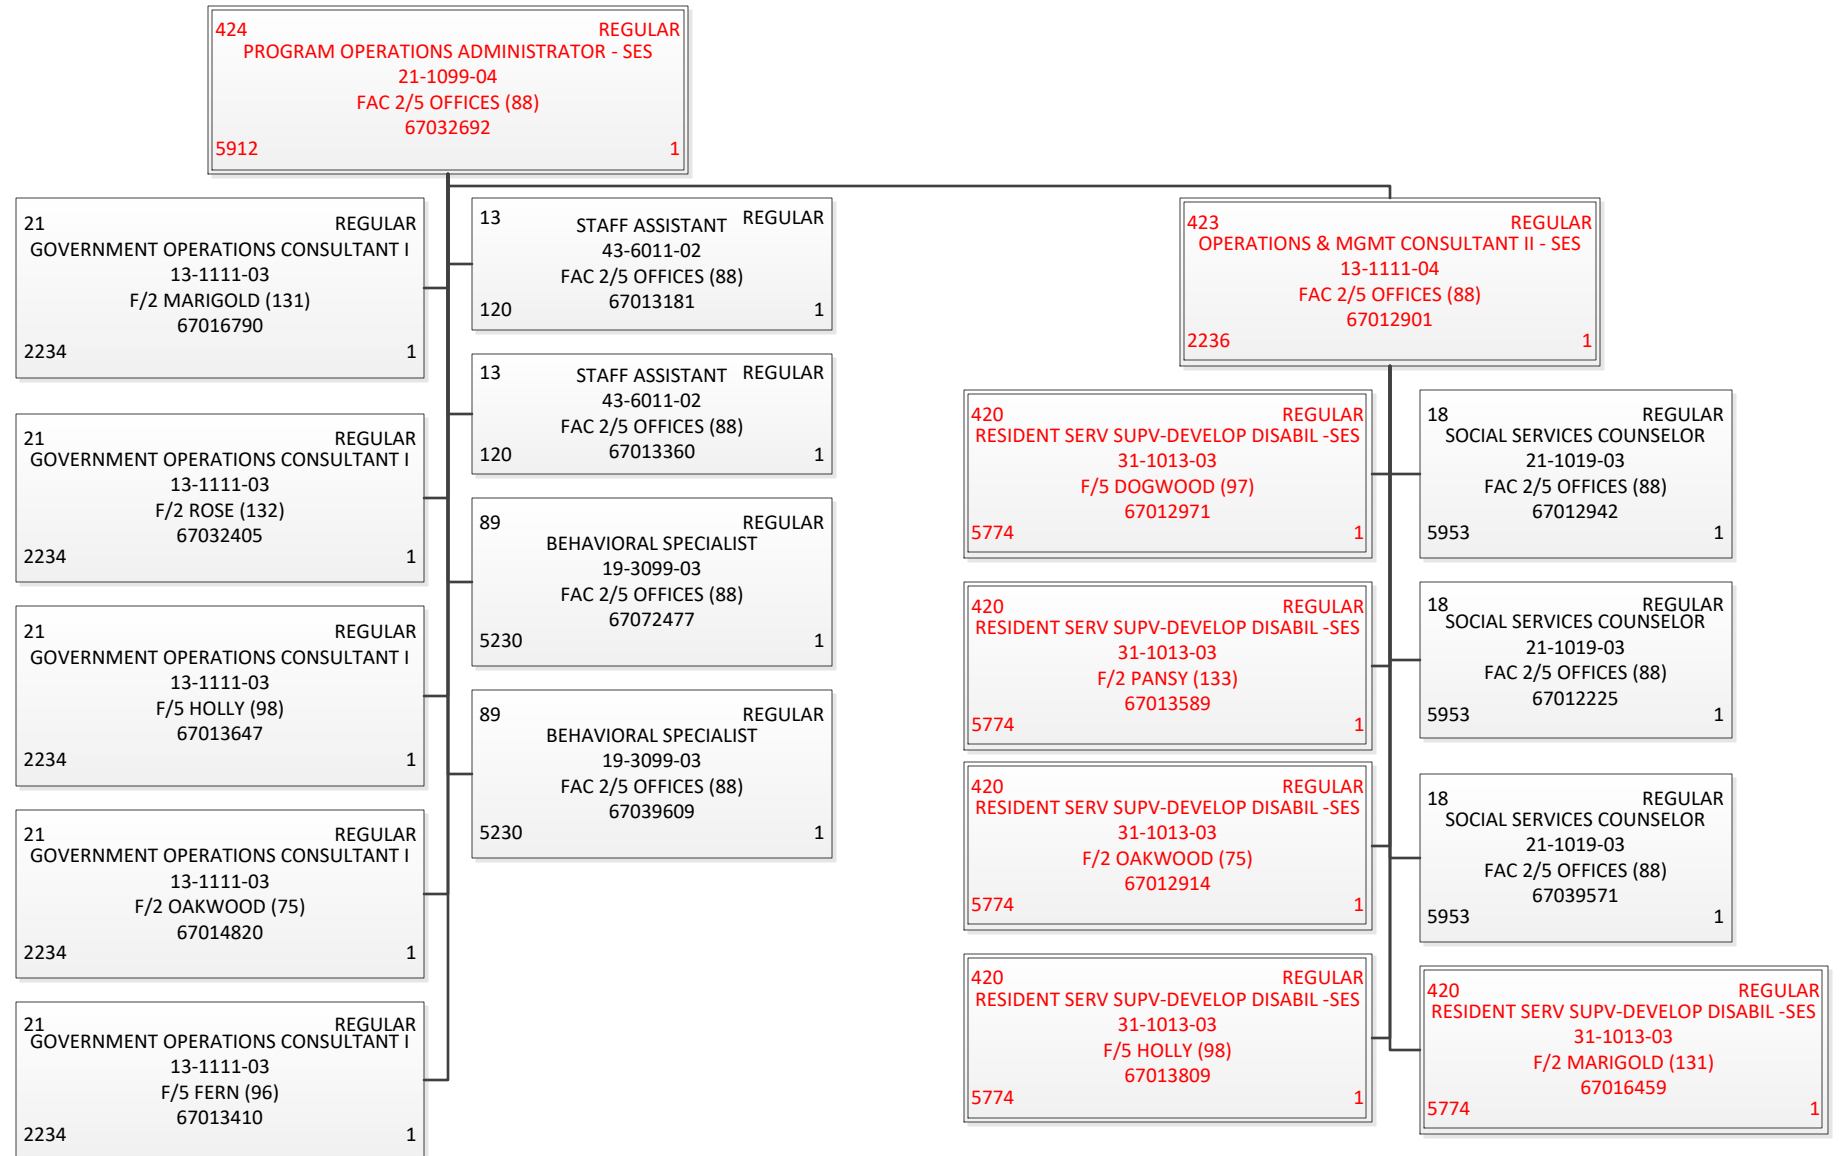 424 REGULAR
PROGRAM OPERATIONS ADMINISTRATOR - SES
21-1099-04
FAC 2/5 OFFICES (88)
67032692
5912 1
21 REGULAR
GOVERNMENT OPERATIONS CONSULTANT I
13-1111-03
F/2 MARIGOLD (131)
67016790
2234 1
21 REGULAR
GOVERNMENT OPERATIONS CONSULTANT I
13-1111-03
F/2 ROSE (132)
67032405
2234 1
21 REGULAR
GOVERNMENT OPERATIONS CONSULTANT I
13-1111-03
F/5 HOLLY (98)
67013647
2234 1
21 REGULAR
GOVERNMENT OPERATIONS CONSULTANT I
13-1111-03
F/2 OAKWOOD (75)
67014820
2234 1
21 REGULAR
GOVERNMENT OPERATIONS CONSULTANT I
13-1111-03
F/5 FERN (96)
67013410
2234 1
13 REGULAR
STAFF ASSISTANT
43-6011-02
FAC 2/5 OFFICES (88)
67013181
120 1
13 REGULAR
STAFF ASSISTANT
43-6011-02
FAC 2/5 OFFICES (88)
67013360
120 1
89 REGULAR
BEHAVIORAL SPECIALIST
19-3099-03
FAC 2/5 OFFICES (88)
67072477
5230 1
89 REGULAR
BEHAVIORAL SPECIALIST
19-3099-03
FAC 2/5 OFFICES (88)
67039609
5230 1
423 REGULAR
OPERATIONS & MGMT CONSULTANT II - SES
13-1111-04
FAC 2/5 OFFICES (88)
67012901
2236 1
420 REGULAR
RESIDENT SERV SUPV-DEVELOP DISABIL -SES
31-1013-03
F/5 DOGWOOD (97)
67012971
5774 1
420 REGULAR
RESIDENT SERV SUPV-DEVELOP DISABIL -SES
31-1013-03
F/2 PANSY (133)
67013589
5774 1
420 REGULAR
RESIDENT SERV SUPV-DEVELOP DISABIL -SES
31-1013-03
F/2 OAKWOOD (75)
67012914
5774 1
420 REGULAR
RESIDENT SERV SUPV-DEVELOP DISABIL -SES
31-1013-03
F/5 HOLLY (98)
67013809
5774 1
18 REGULAR
SOCIAL SERVICES COUNSELOR
21-1019-03
FAC 2/5 OFFICES (88)
67012942
5953 1
18 REGULAR
SOCIAL SERVICES COUNSELOR
21-1019-03
FAC 2/5 OFFICES (88)
67012225
5953 1
18 REGULAR
SOCIAL SERVICES COUNSELOR
21-1019-03
FAC 2/5 OFFICES (88)
67039571
5953 1
420 REGULAR
RESIDENT SERV SUPV-DEVELOP DISABIL -SES
31-1013-03
F/2 MARIGOLD (131)
67016459
5774 1